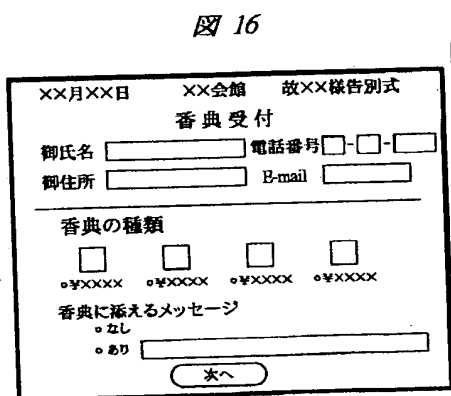 図 16
××月××日 ××会館 故××様告別式
香典受付
御氏名 電話番号 - -
御住所 E-mail
香典の種類
¥×××× ¥×××× ¥×××× ¥××××
香典に添えるメッセージ
なし
あり
次へ